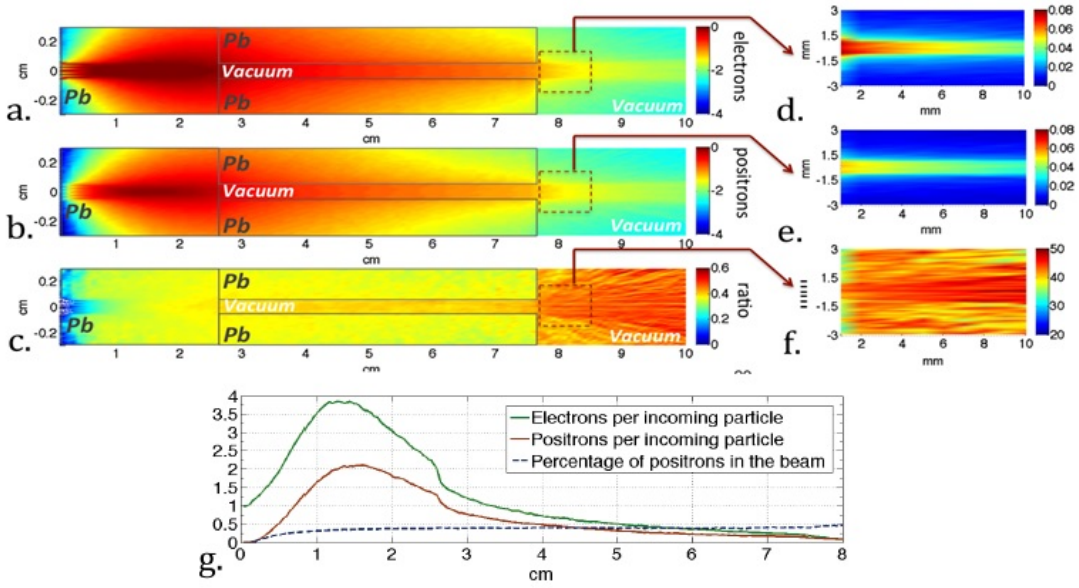 0.2
0
-0.2
cm
Pb
Pb
Vacuum
Pb
Vacuum
a.
1 2 3 4 5 6 7 8 9 10
cm
0
-2
-4
electrons
3
1.5
-1.5
-3
mm
d.
2 4 6 8 10
mm
0.08
0.06
0.04
0.02
0
0.2
0
-0.2
cm
Pb
Pb
Vacuum
Pb
Vacuum
b.
1 2 3 4 5 6 7 8 9 10
cm
0
-2
-4
positrons
3
1.5
-1.5
-3
mm
e.
2 4 6 8 10
mm
0.08
0.06
0.04
0.02
0
0.2
0
-0.2
cm
Pb
Pb
Vacuum
Pb
Vacuum
c.
1 2 3 4 5 6 7 8 9 10
cm
0.6
0.4
0.2
0
ratio
3
1.5
-1.5
-3
f.
2 4 6 8 10
mm
50
40
30
20
4
3.5
3
2.5
2
1.5
1
0.5
0
Electrons per incoming particle
Positrons per incoming particle
Percentage of positrons in the beam
g.
0 1 2 3 4 5 6 7 8
cm